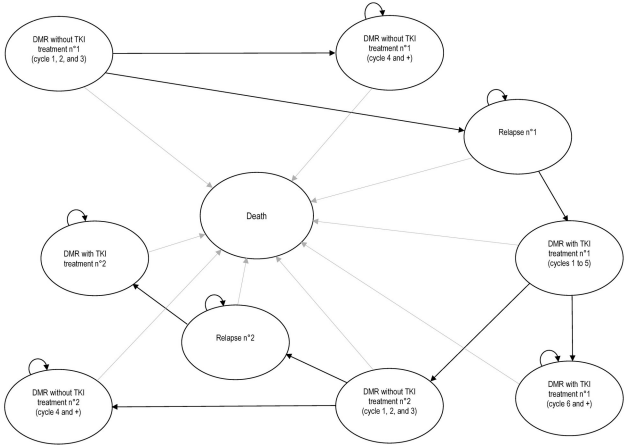 DMR without TKI
treatment n°1
(cycle 1, 2, and 3)
DMR without TKI
treatment n°1
(cycle 4 and +)
Relapse n°1
Death
DMR with TKI
treatment n°2
DMR with TKI
treatment n°1
(cycles 1 to 5)
Relapse n°2
DMR without TKI
treatment n°2
(cycle 4 and +)
DMR without TKI
treatment n°2
(cycle 1, 2, and 3)
DMR with TKI
treatment n°1
(cycle 6 and +)